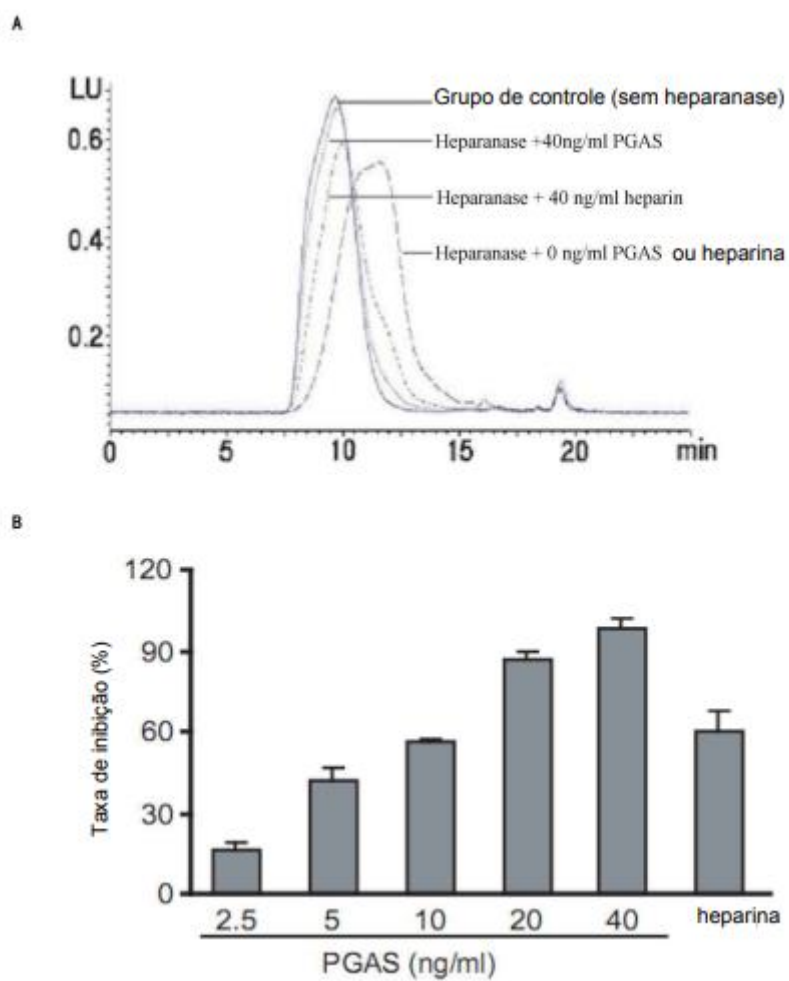 A
LU
0.6
0.4
0.2
Grupo de controle (sem heparanase)
Heparanase +40ng/ml PGAS
Heparanase + 40 ng/ml heparin
Heparanase + 0 ng/ml PGAS ou heparina
0 5 10 15 20 min
B
Taxa de inibição (%)
120
90
60
30
0
2.5 5 10 20 40 heparina
PGAS (ng/ml)